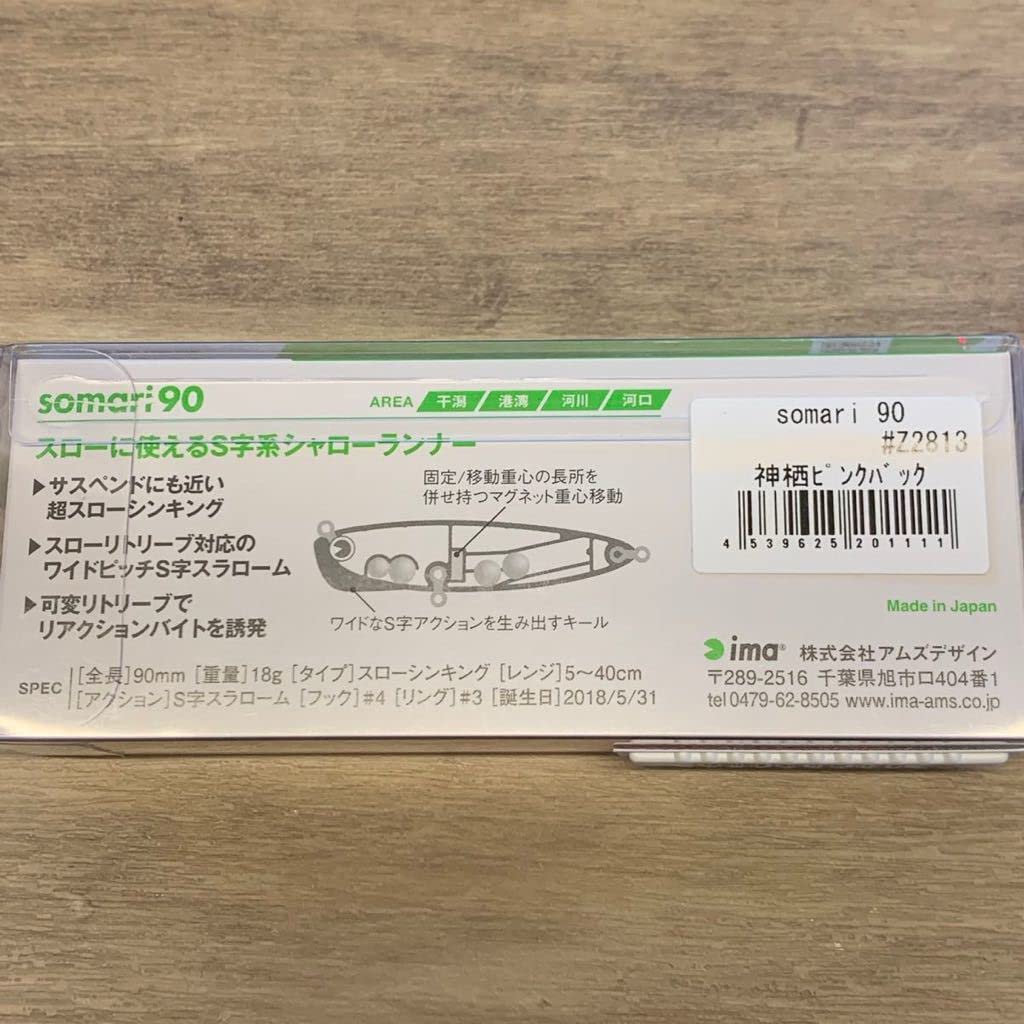 somari 90
AREA 干潟 港湾 河川 河口
スローに使えるS字系シャローランナー
▶サスペンドにも近い
超スローシンキング
▶スローリトリーブ対応の
ワイドピッチS字スラローム
▶可変リトリーブで
リアクションバイトを誘発
固定/移動重心の長所を
併せ持つマグネット重心移動
ワイドなS字アクションを生み出すキール
SPEC
[全長]90mm [重量]18g [タイプ]スローシンキング [レンジ]5〜40cm
[アクション]S字スラローム [フック]#4 [リング]#3 [誕生日]2018/5/31
somari 90
#Z2813
神栖ピンクバック
4 539625 201111
Made in Japan
ima® 株式会社アムズデザイン
〒289-2516 千葉県旭市ロ404番1
tel 0479-62-8505 www.ima-ams.co.jp